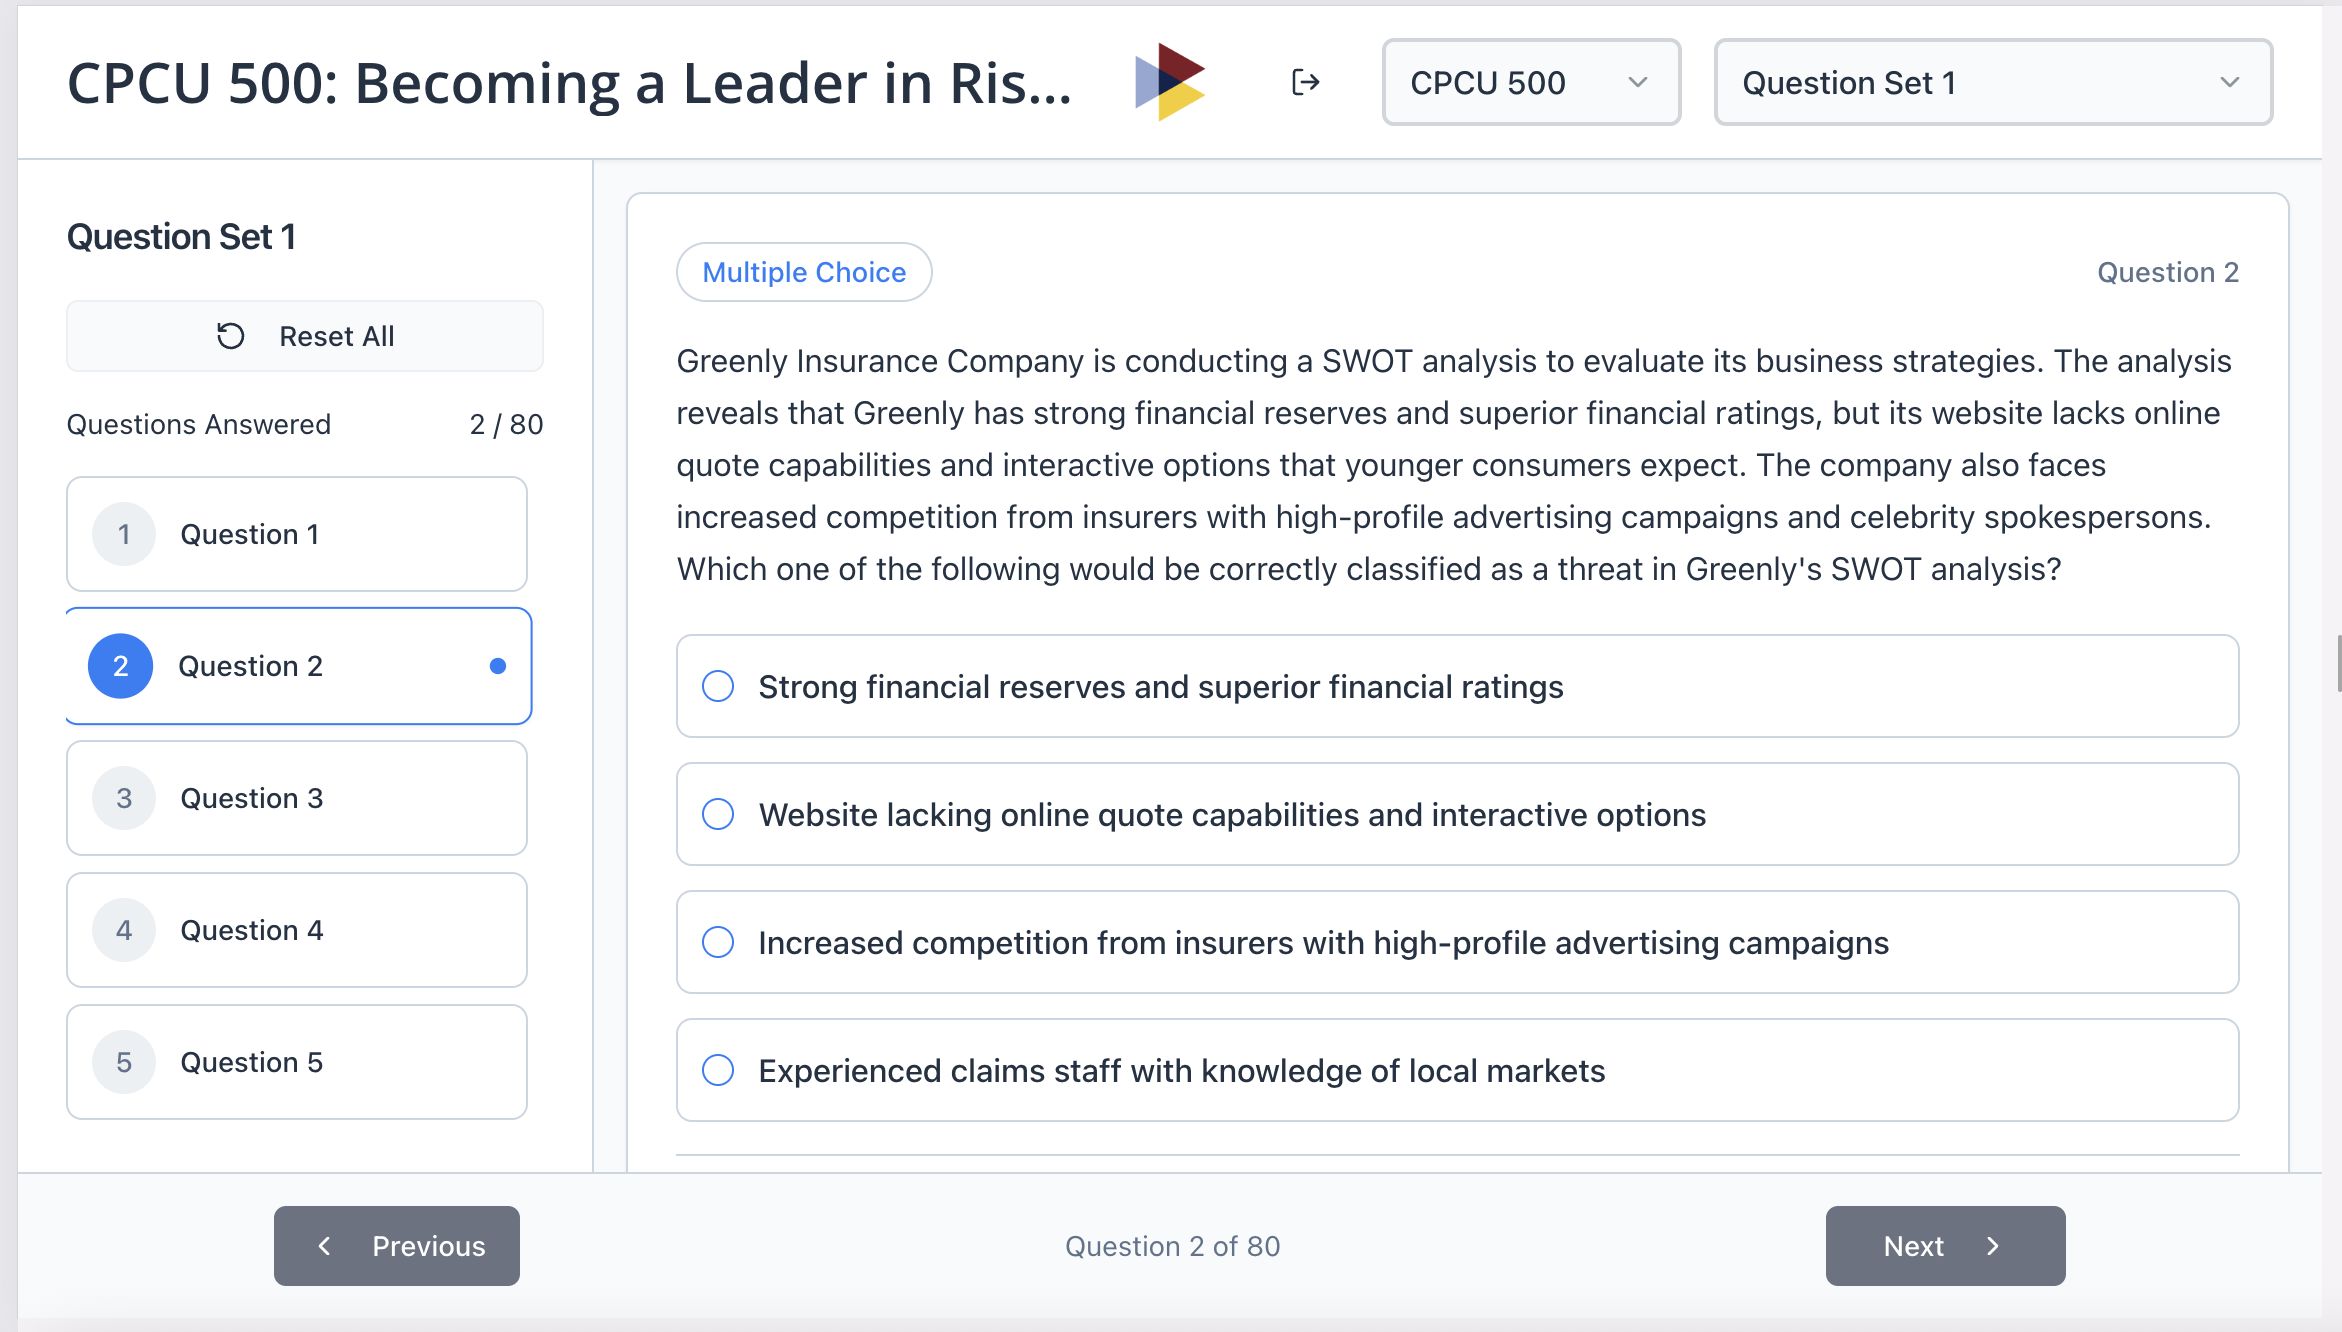 CPCU 500: Becoming a Leader in Ris...
CPCU 500
Question Set 1
Question Set 1
Reset All
Questions Answered 2 / 80
1 Question 1
2 Question 2
3 Question 3
4 Question 4
5 Question 5
Multiple Choice
Question 2
Greenly Insurance Company is conducting a SWOT analysis to evaluate its business strategies. The analysis
reveals that Greenly has strong financial reserves and superior financial ratings, but its website lacks online
quote capabilities and interactive options that younger consumers expect. The company also faces
increased competition from insurers with high-profile advertising campaigns and celebrity spokespersons.
Which one of the following would be correctly classified as a threat in Greenly's SWOT analysis?
Strong financial reserves and superior financial ratings
Website lacking online quote capabilities and interactive options
Increased competition from insurers with high-profile advertising campaigns
Experienced claims staff with knowledge of local markets
Previous
Question 2 of 80
Next